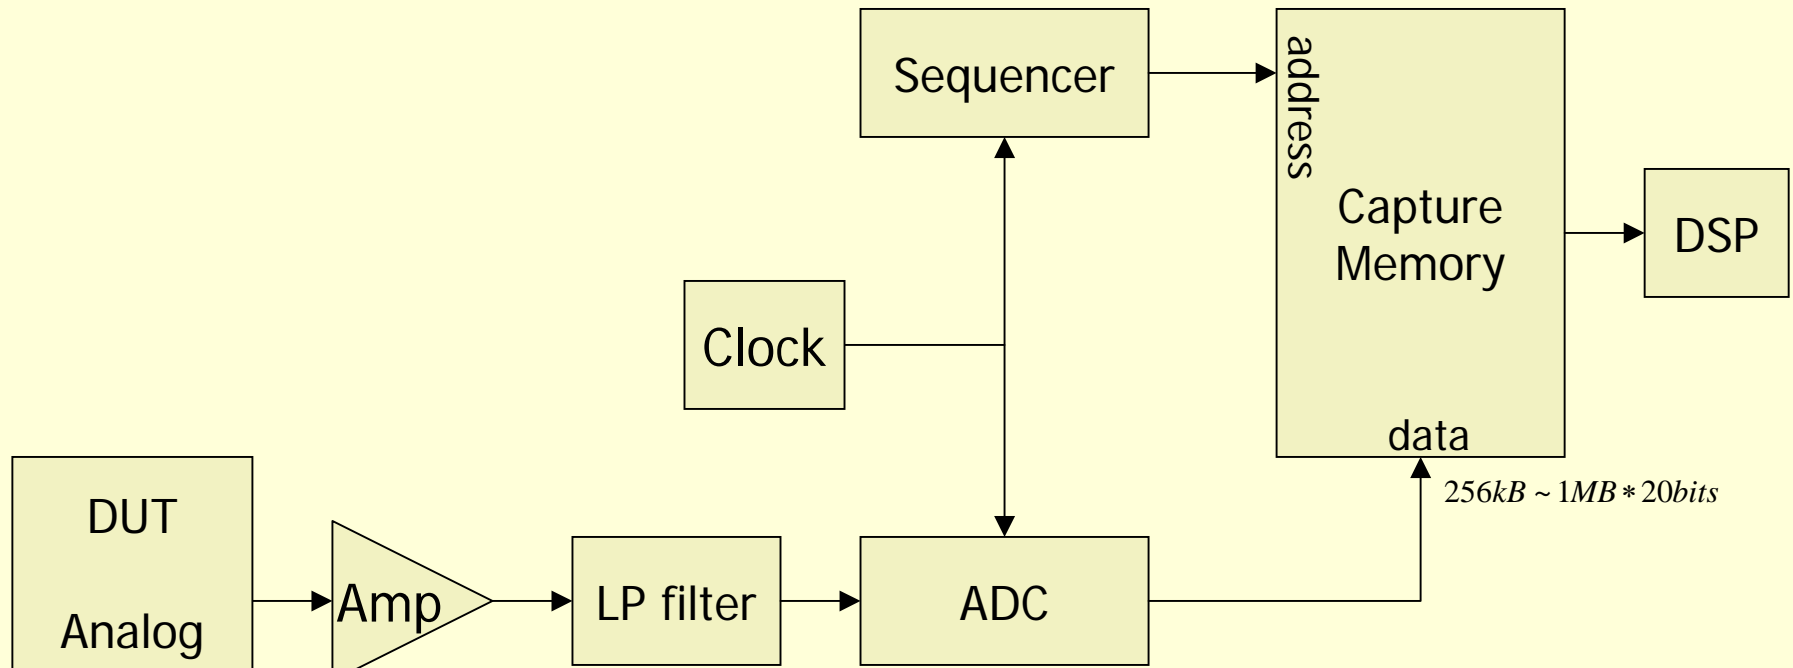 Sequencer
address
Capture
Memory
DSP
Clock
data
256kB ~ 1MB * 20bits
DUT
Analog
Amp
LP filter
ADC